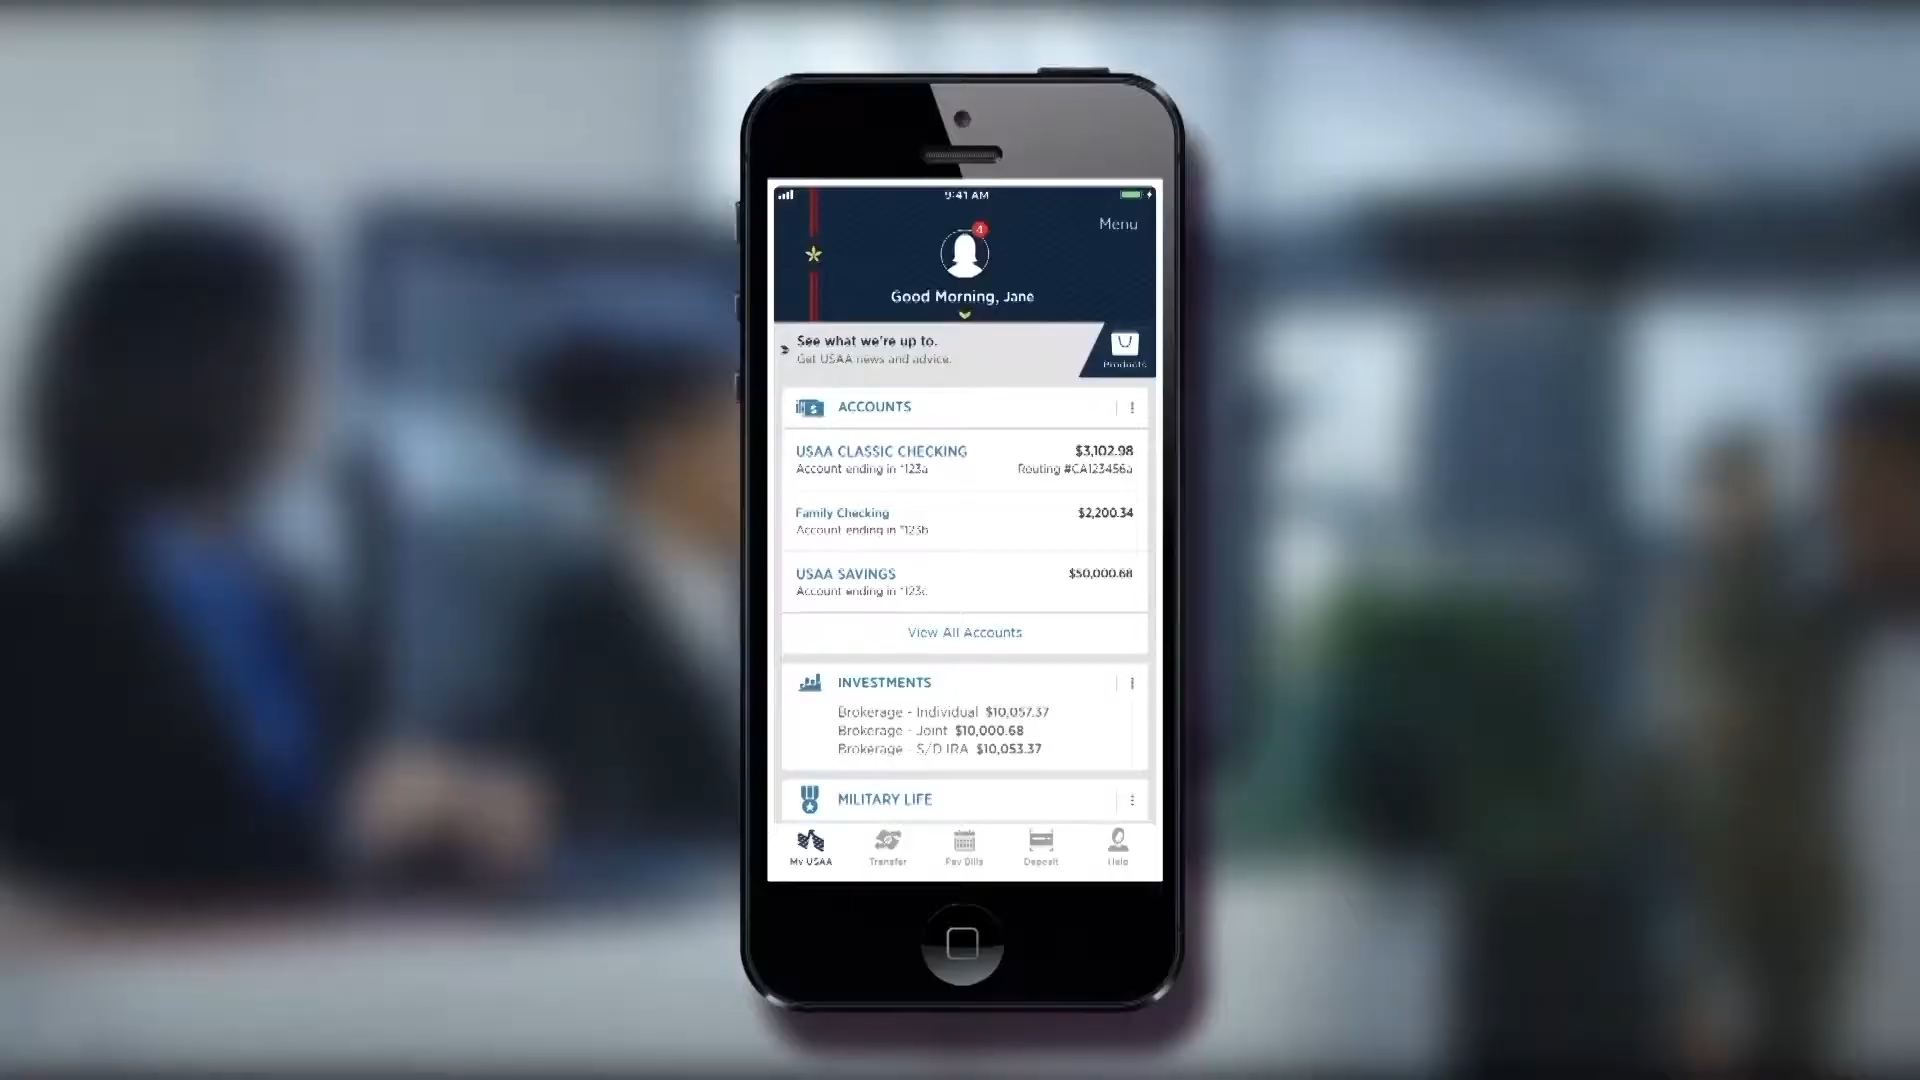 9:41 AM
Menu
4
Good Morning, Jane
See what we're up to.
Get USAA news and advice.
Products
ACCOUNTS
USAA CLASSIC CHECKING $3,102.98
Account ending in *123a Routing #CA123456a
Family Checking $2,200.34
Account ending in *123b
USAA SAVINGS $50,000.68
Account ending in *123c
View All Accounts
INVESTMENTS
Brokerage - Individual $10,057.37
Brokerage - Joint $10,000.68
Brokerage - S/D IRA $10,053.37
MILITARY LIFE
My USAA Transfer Pay Bills Deposit Help